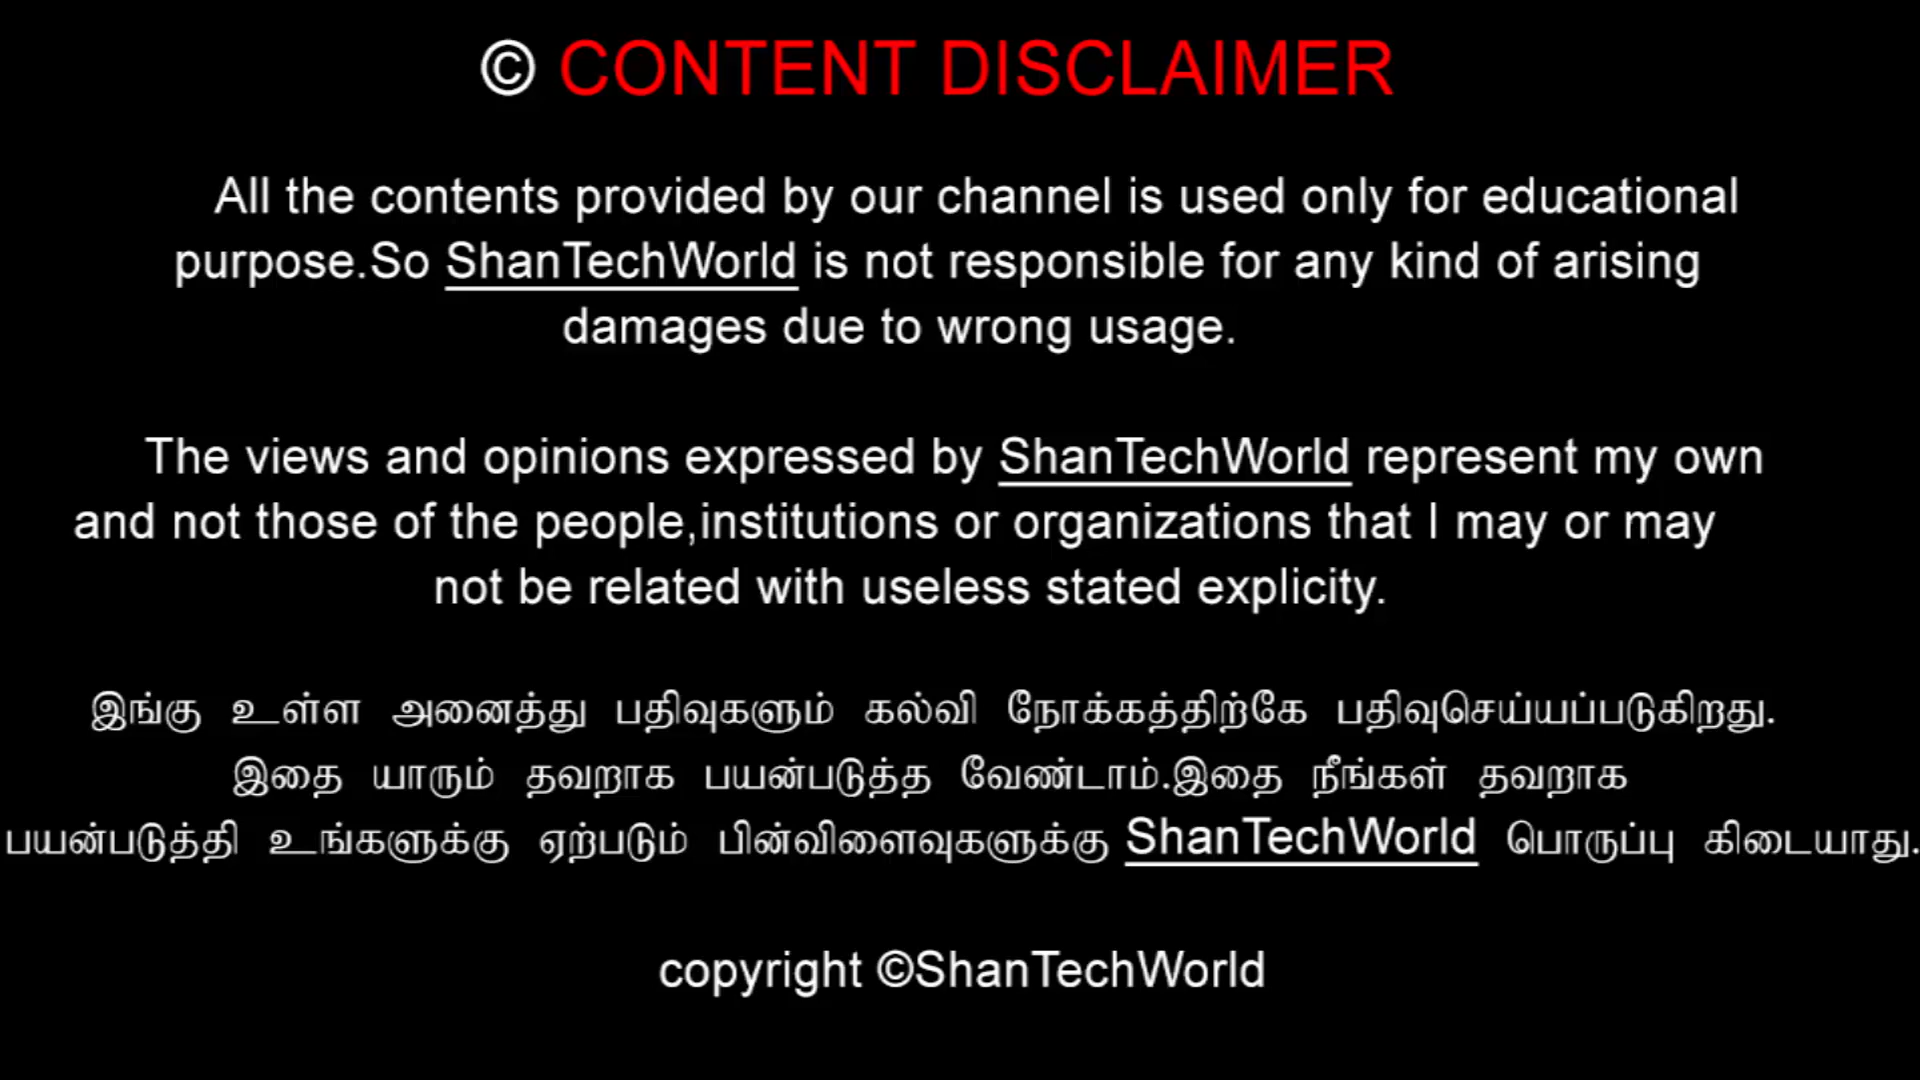 © CONTENT DISCLAIMER
All the contents provided by our channel is used only for educational
purpose.So ShanTechWorld is not responsible for any kind of arising
damages due to wrong usage.
The views and opinions expressed by ShanTechWorld represent my own
and not those of the people,institutions or organizations that I may or may
not be related with useless stated explicity.
இங்கு உள்ள அனைத்து பதிவுகளும் கல்வி நோக்கத்திற்கே பதிவுசெய்யப்படுகிறது.
இதை யாரும் தவறாக பயன்படுத்த வேண்டாம்.இதை நீங்கள் தவறாக
பயன்படுத்தி உங்களுக்கு ஏற்படும் பின்விளைவுகளுக்கு ShanTechWorld பொருப்பு கிடையாது.
copyright ©ShanTechWorld